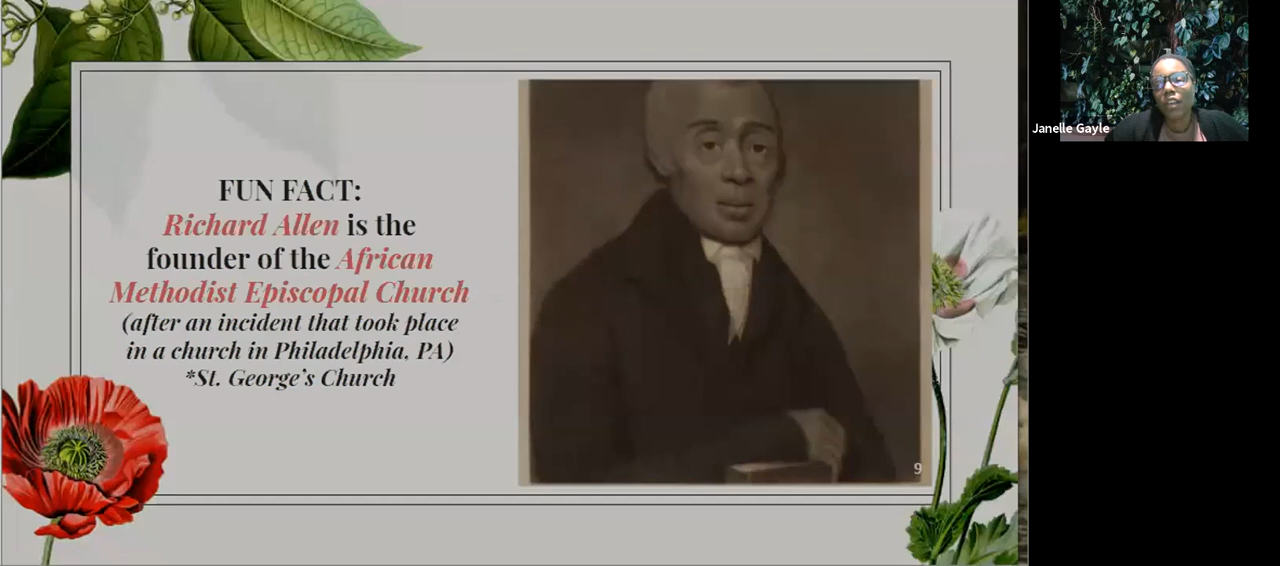 FUN FACT:
Richard Allen is the
founder of the African
Methodist Episcopal Church
(after an incident that took place
in a church in Philadelphia, PA)
*St. George's Church
9
Janelle Gayle